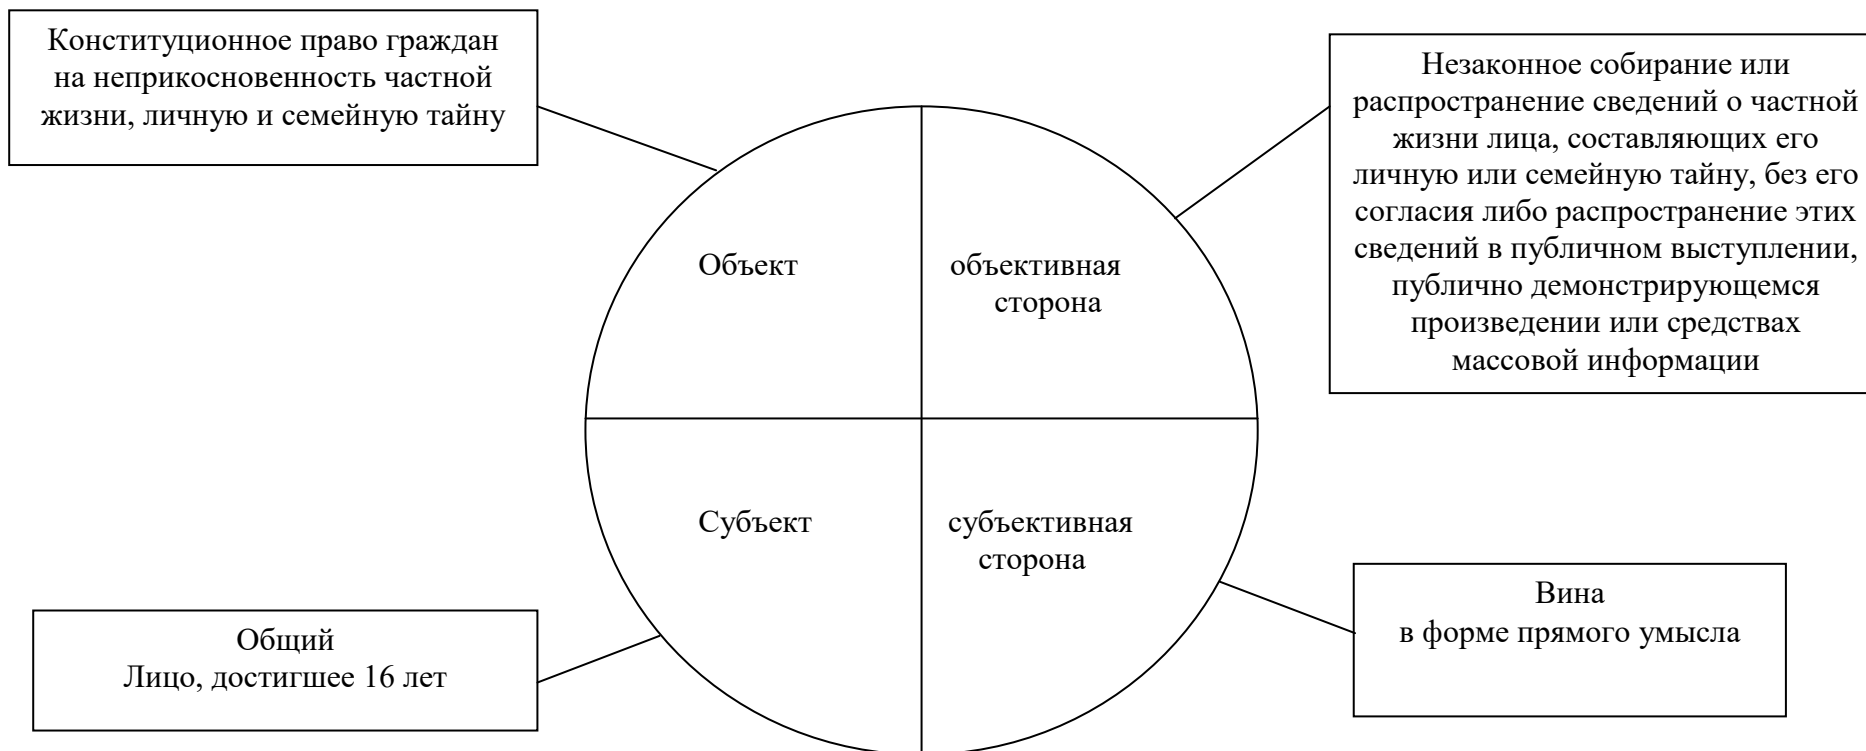 Конституционное право граждан
на неприкосновенность частной
жизни, личную и семейную тайну
Незаконное собирание или
распространение сведений о частной
жизни лица, составляющих его
личную или семейную тайну, без его
согласия либо распространение этих
сведений в публичном выступлении,
публично демонстрирующемся
произведении или средствах
массовой информации
Объект
объективная
сторона
Субъект
субъективная
сторона
Общий
Лицо, достигшее 16 лет
Вина
в форме прямого умысла